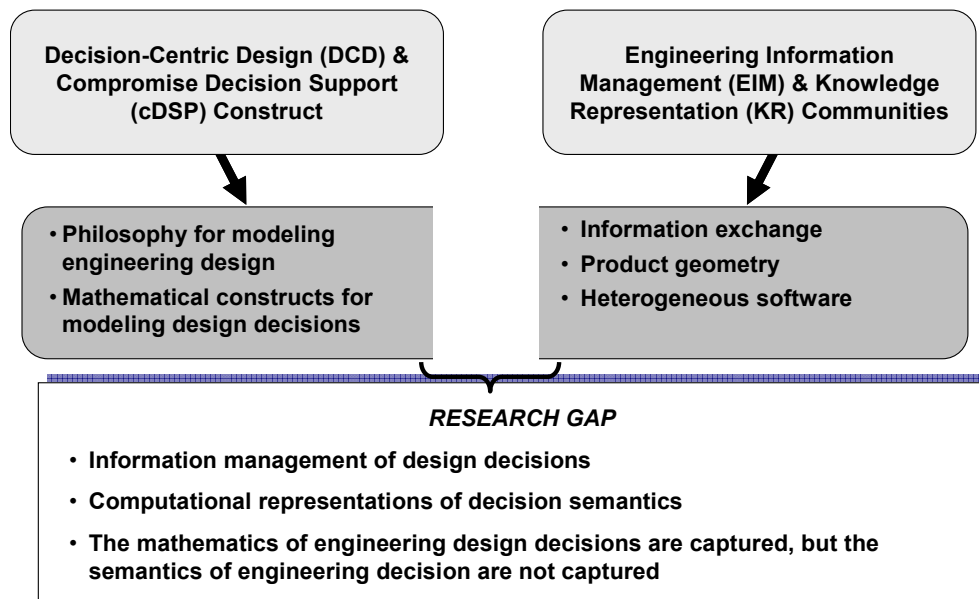 Decision-Centric Design (DCD) &
Compromise Decision Support
(cDSP) Construct
Engineering Information
Management (EIM) & Knowledge
Representation (KR) Communities
• Philosophy for modeling
engineering design
• Mathematical constructs for
modeling design decisions
• Information exchange
• Product geometry
• Heterogeneous software
RESEARCH GAP
• Information management of design decisions
• Computational representations of decision semantics
• The mathematics of engineering design decisions are captured, but the
semantics of engineering decision are not captured